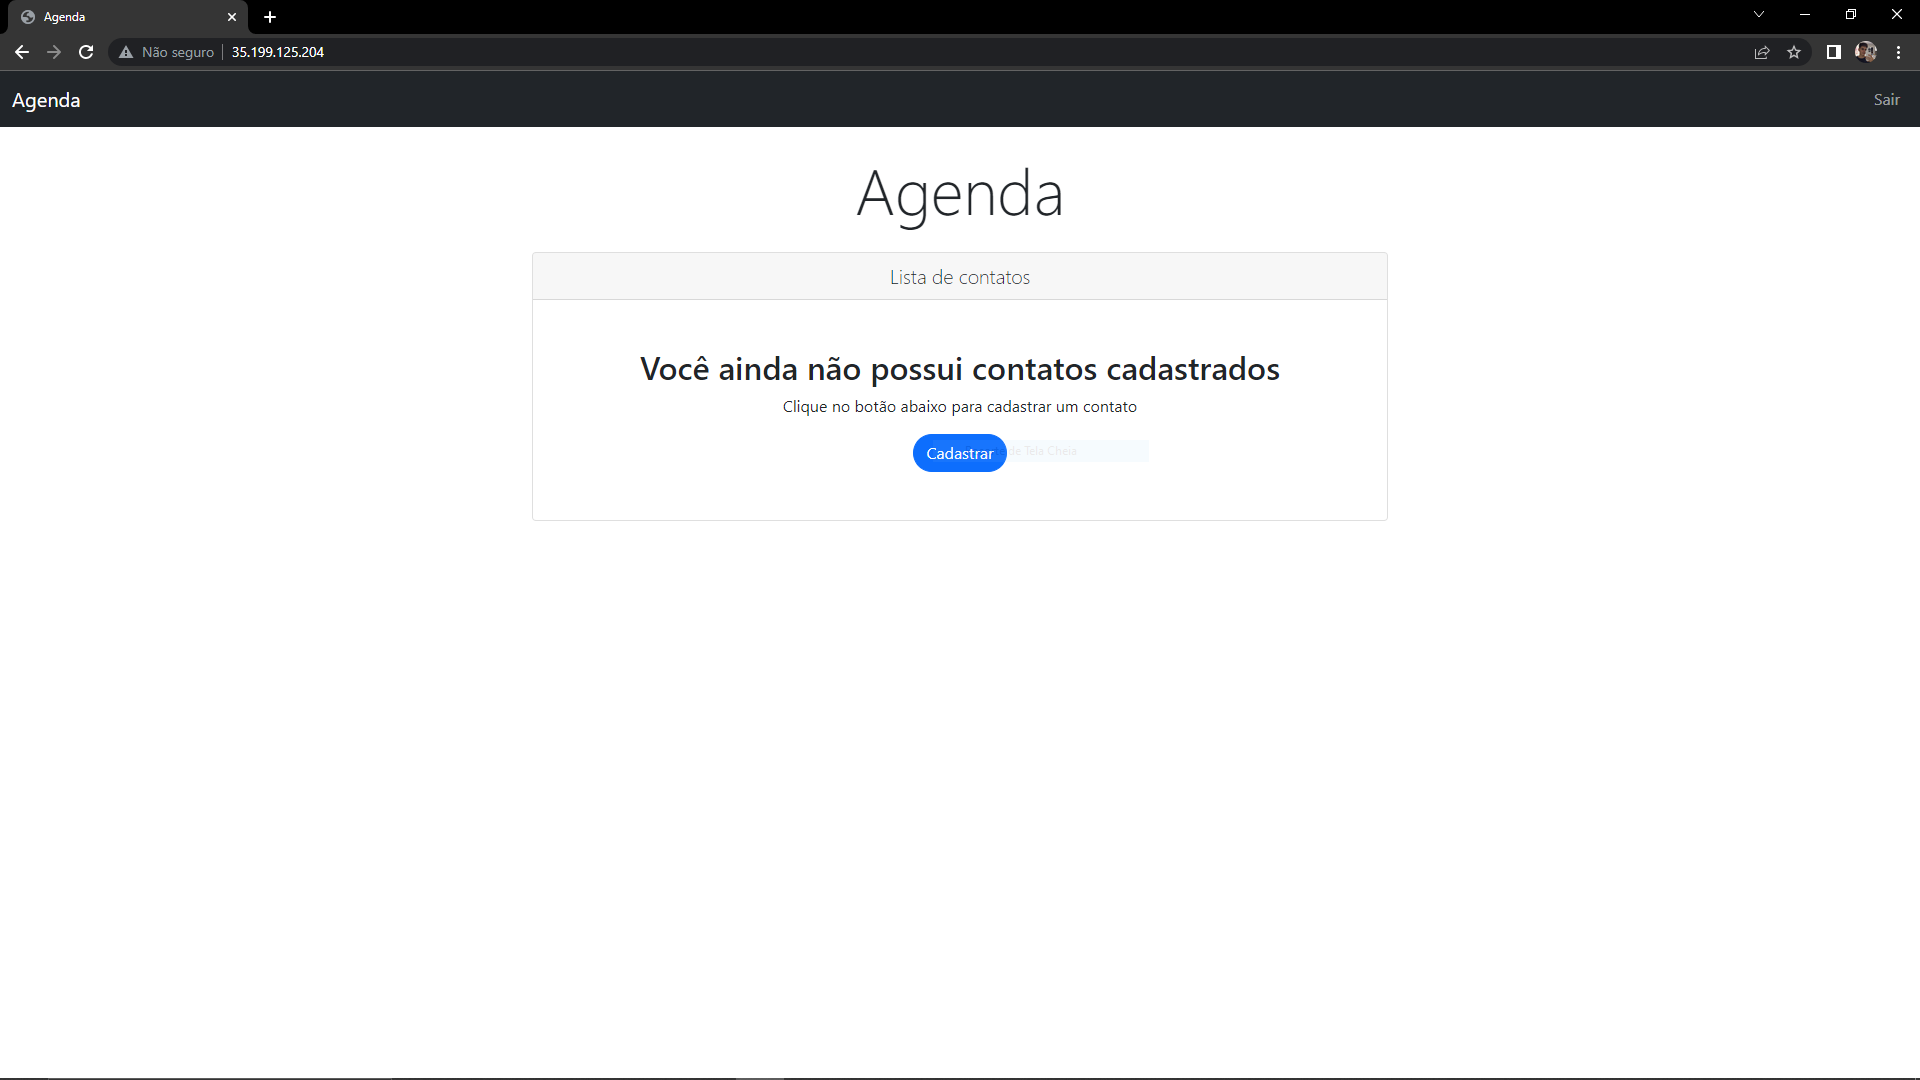 Agenda
Não seguro
35.199.125.204
Agenda
Sair
Agenda
Lista de contatos
Você ainda não possui contatos cadastrados
Clique no botão abaixo para cadastrar um contato
Cadastrar
de Tela Cheia